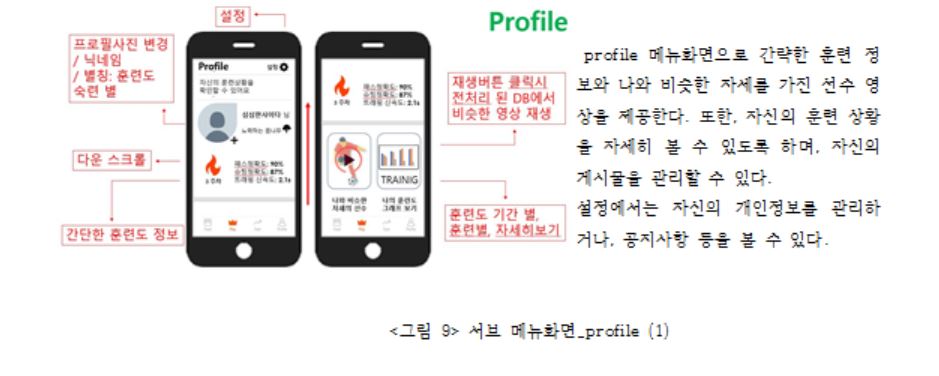 설정
Profile
프로필사진 변경
/ 닉네임
/ 별칭: 훈련도
숙련 별
다운 스크롤
간단한 훈련도 정보
Profile
설정
자신의 훈련상황을
확인할 수 있어요
심심한사이다 님
노력하는 콩나무
패스정확도: 90%
슈팅정확도: 87%
트래핑 신속도: 2.1s
3 주차
패스정확도: 90%
슈팅정확도: 87%
트래핑 신속도: 2.1s
3 주차
TRAINIG
나와 비슷한
자세의 선수
나의 훈련도
그래프 보기
재생버튼 클릭시
전처리 된 DB에서
비슷한 영상 재생
훈련도 기간 별,
훈련별, 자세히보기
profile 메뉴화면으로 간략한 훈련 정
보와 나와 비슷한 자세를 가진 선수 영
상을 제공한다. 또한, 자신의 훈련 상황
을 자세히 볼 수 있도록 하며, 자신의
게시굴을 관리할 수 있다.
설정에서는 자신의 개인정보를 관리하
거나, 공지사항 등을 볼 수 있다.
<그림 9> 서브 메뉴화면_profile (1)